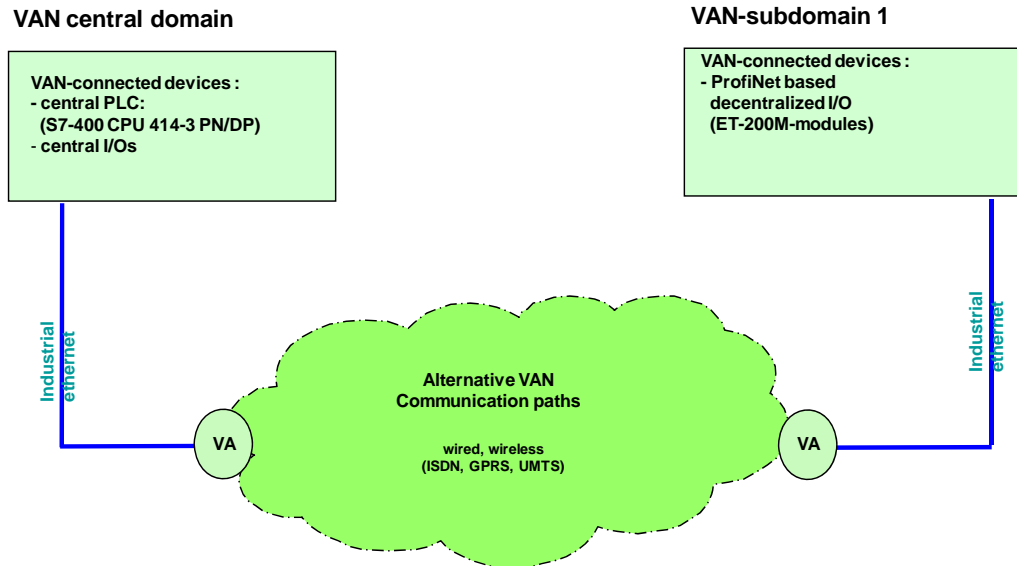 VAN central domain
VAN-subdomain 1
VAN-connected devices :
- central PLC:
(S7-400 CPU 414-3 PN/DP)
- central I/Os
VAN-connected devices :
- ProfiNet based
decentralized I/O
(ET-200M-modules)
Industrial
ethernet
Industrial
ethernet
Alternative VAN
Communication paths
wired, wireless
(ISDN, GPRS, UMTS)
VA
VA